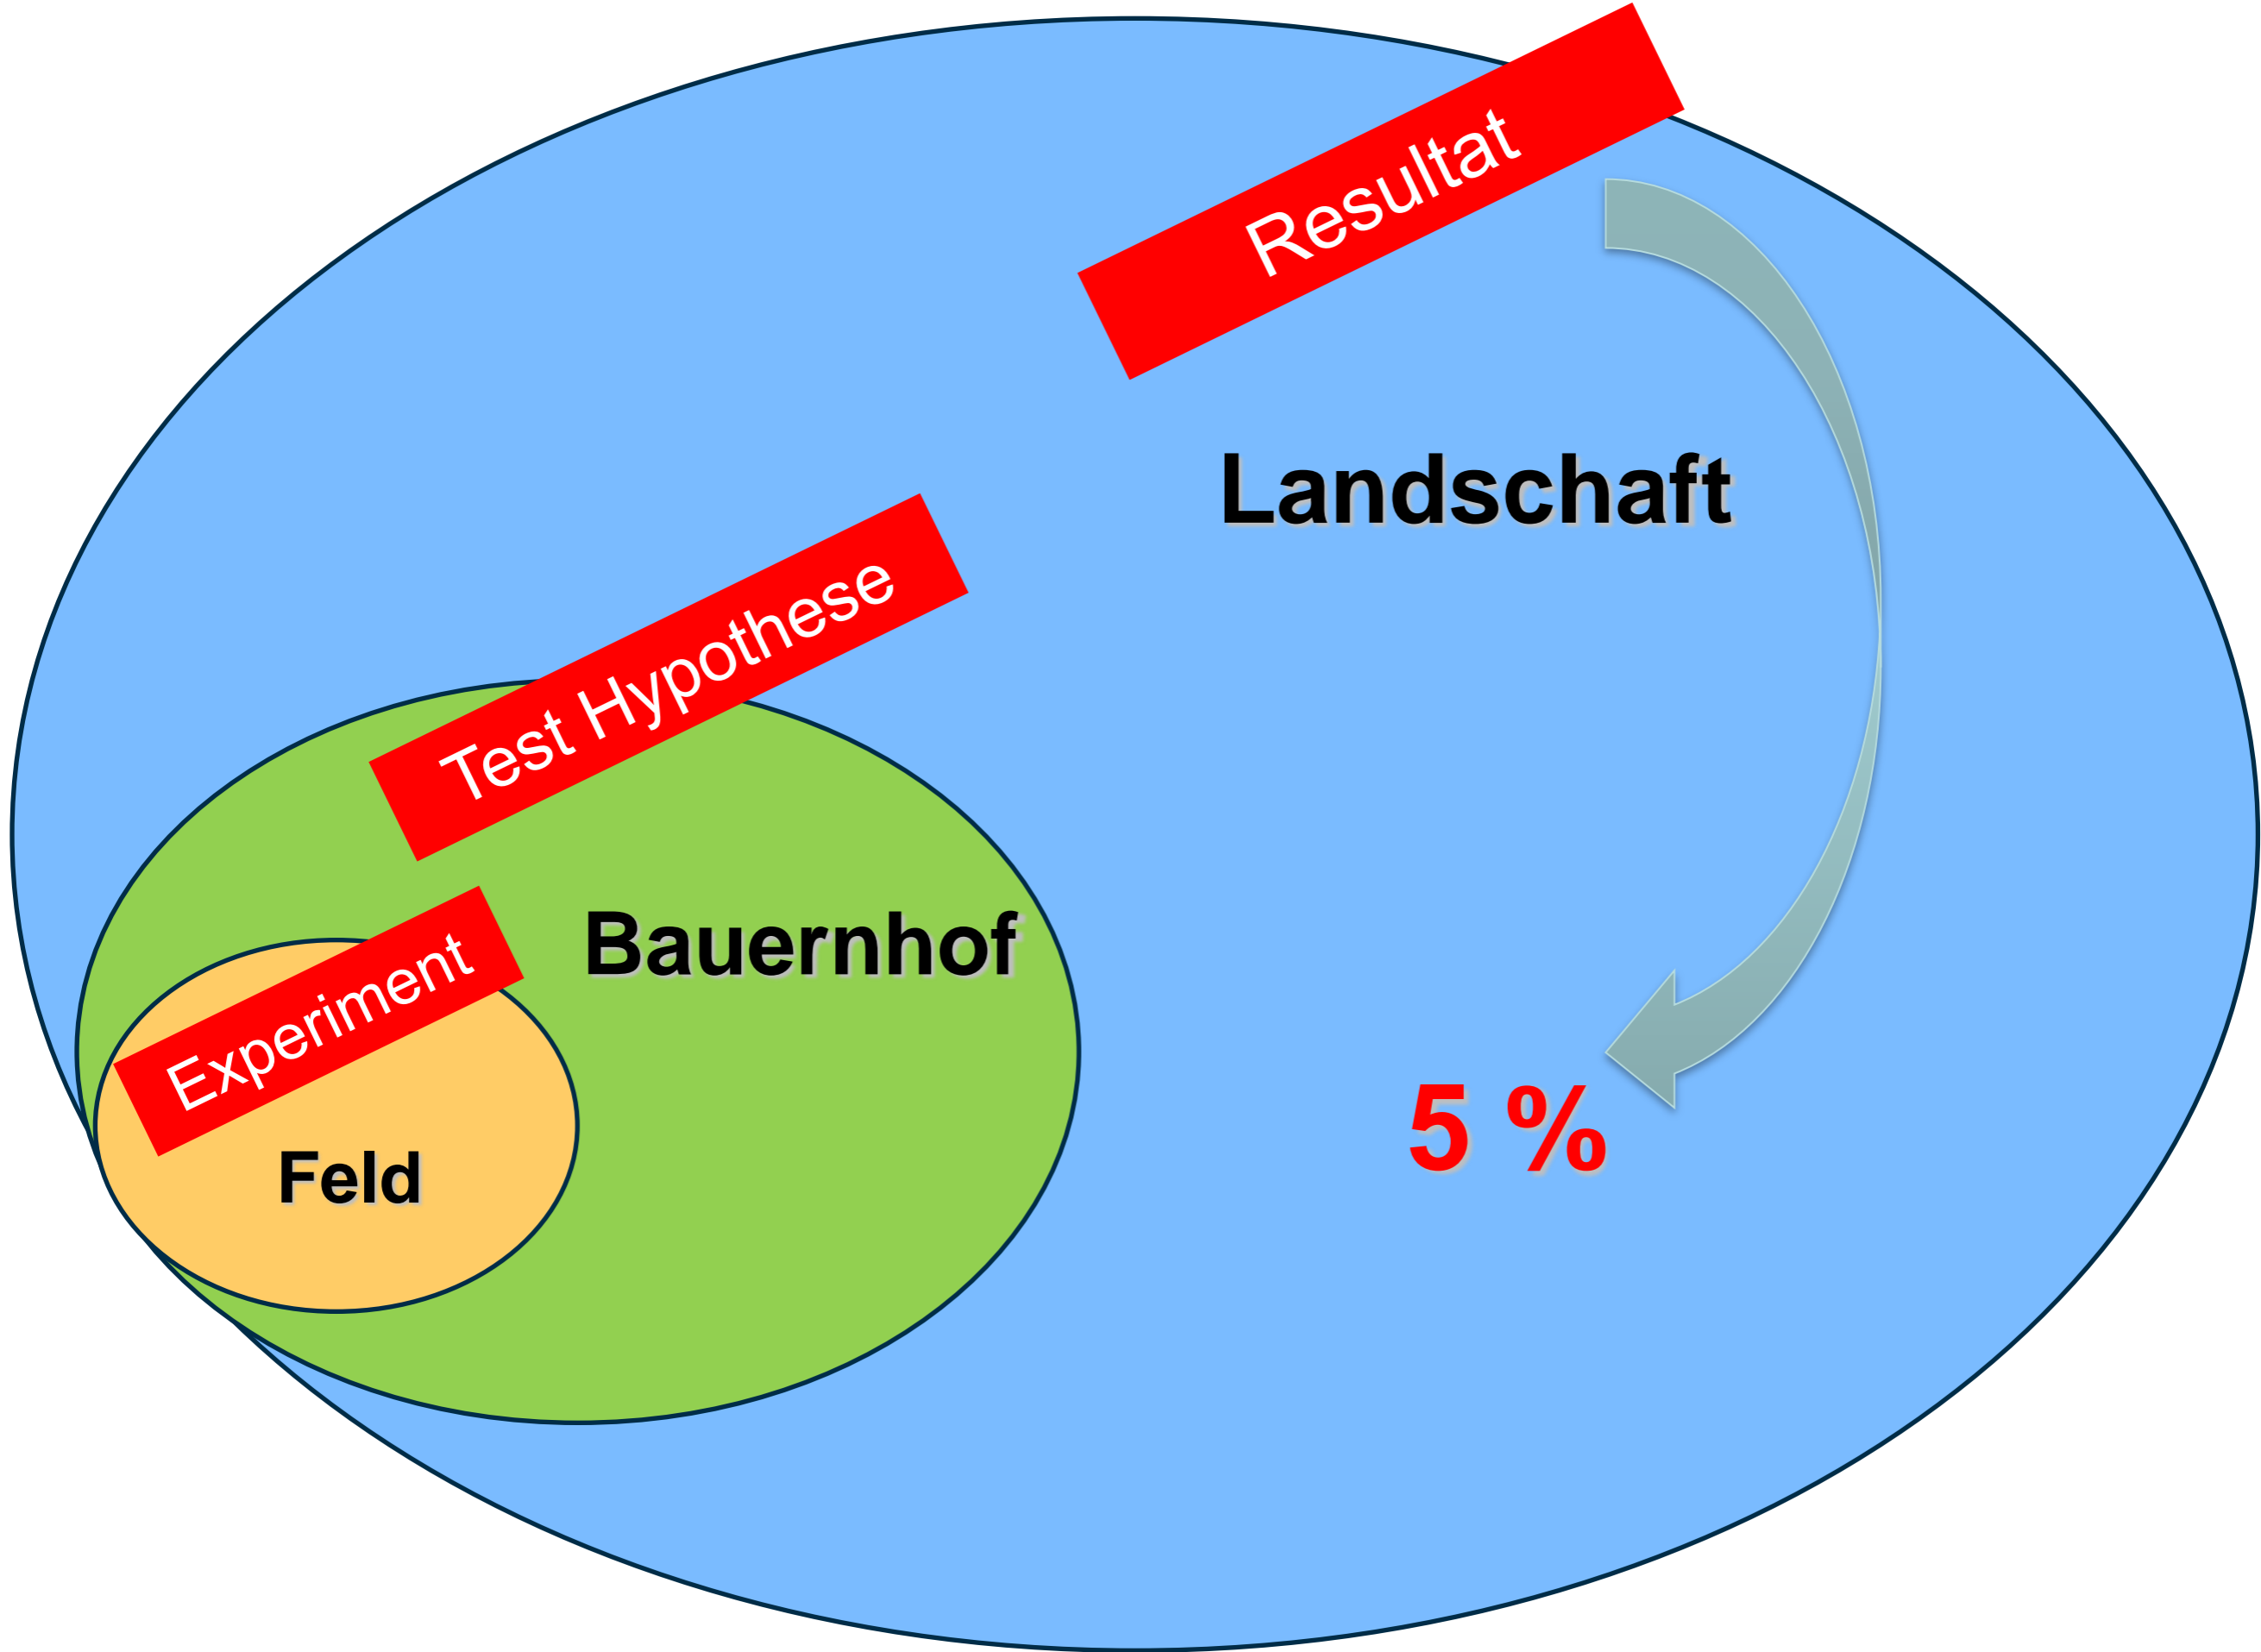 Resultat
Landschaft
Test Hypothese
Bauernhof
Experiment
Feld
5 %